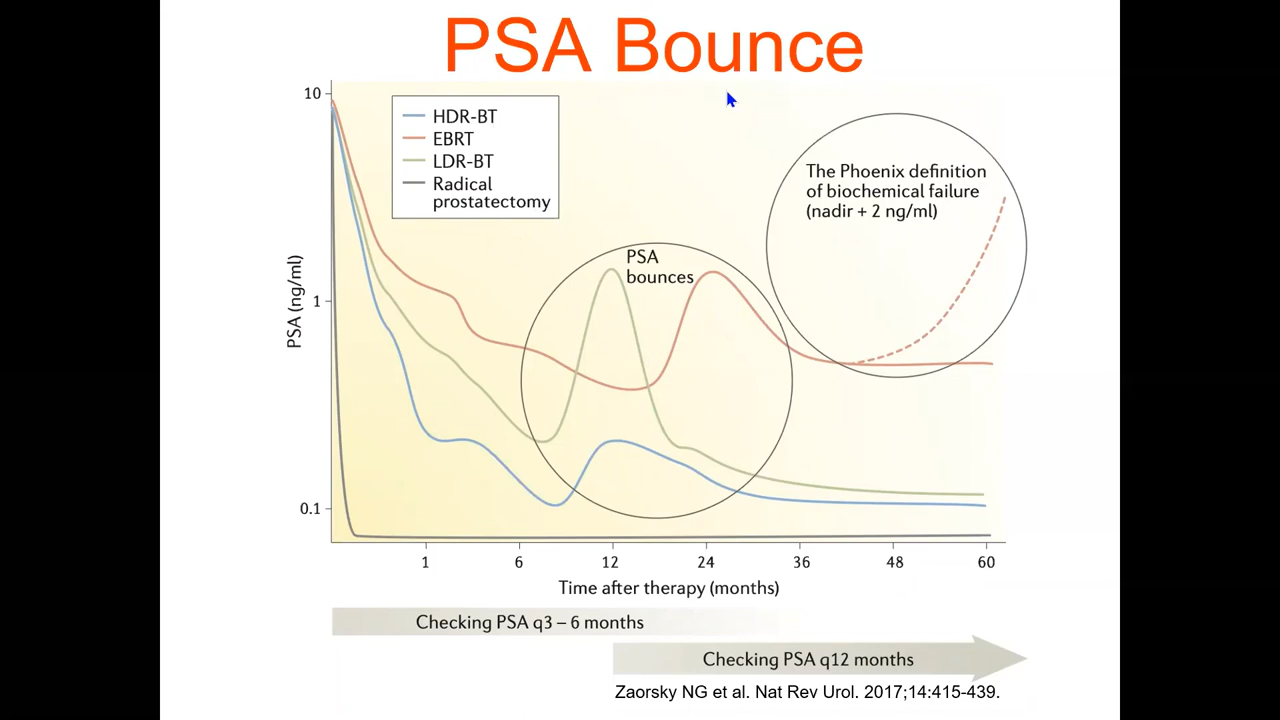 PSA Bounce
10
1
0.1
PSA (ng/ml)
HDR-BT
EBRT
LDR-BT
Radical
prostatectomy
PSA
bounces
The Phoenix definition
of biochemical failure
(nadir + 2 ng/ml)
1 6 12 24 36 48 60
Time after therapy (months)
Checking PSA q3 – 6 months
Checking PSA q12 months
Zaorsky NG et al. Nat Rev Urol. 2017;14:415-439.